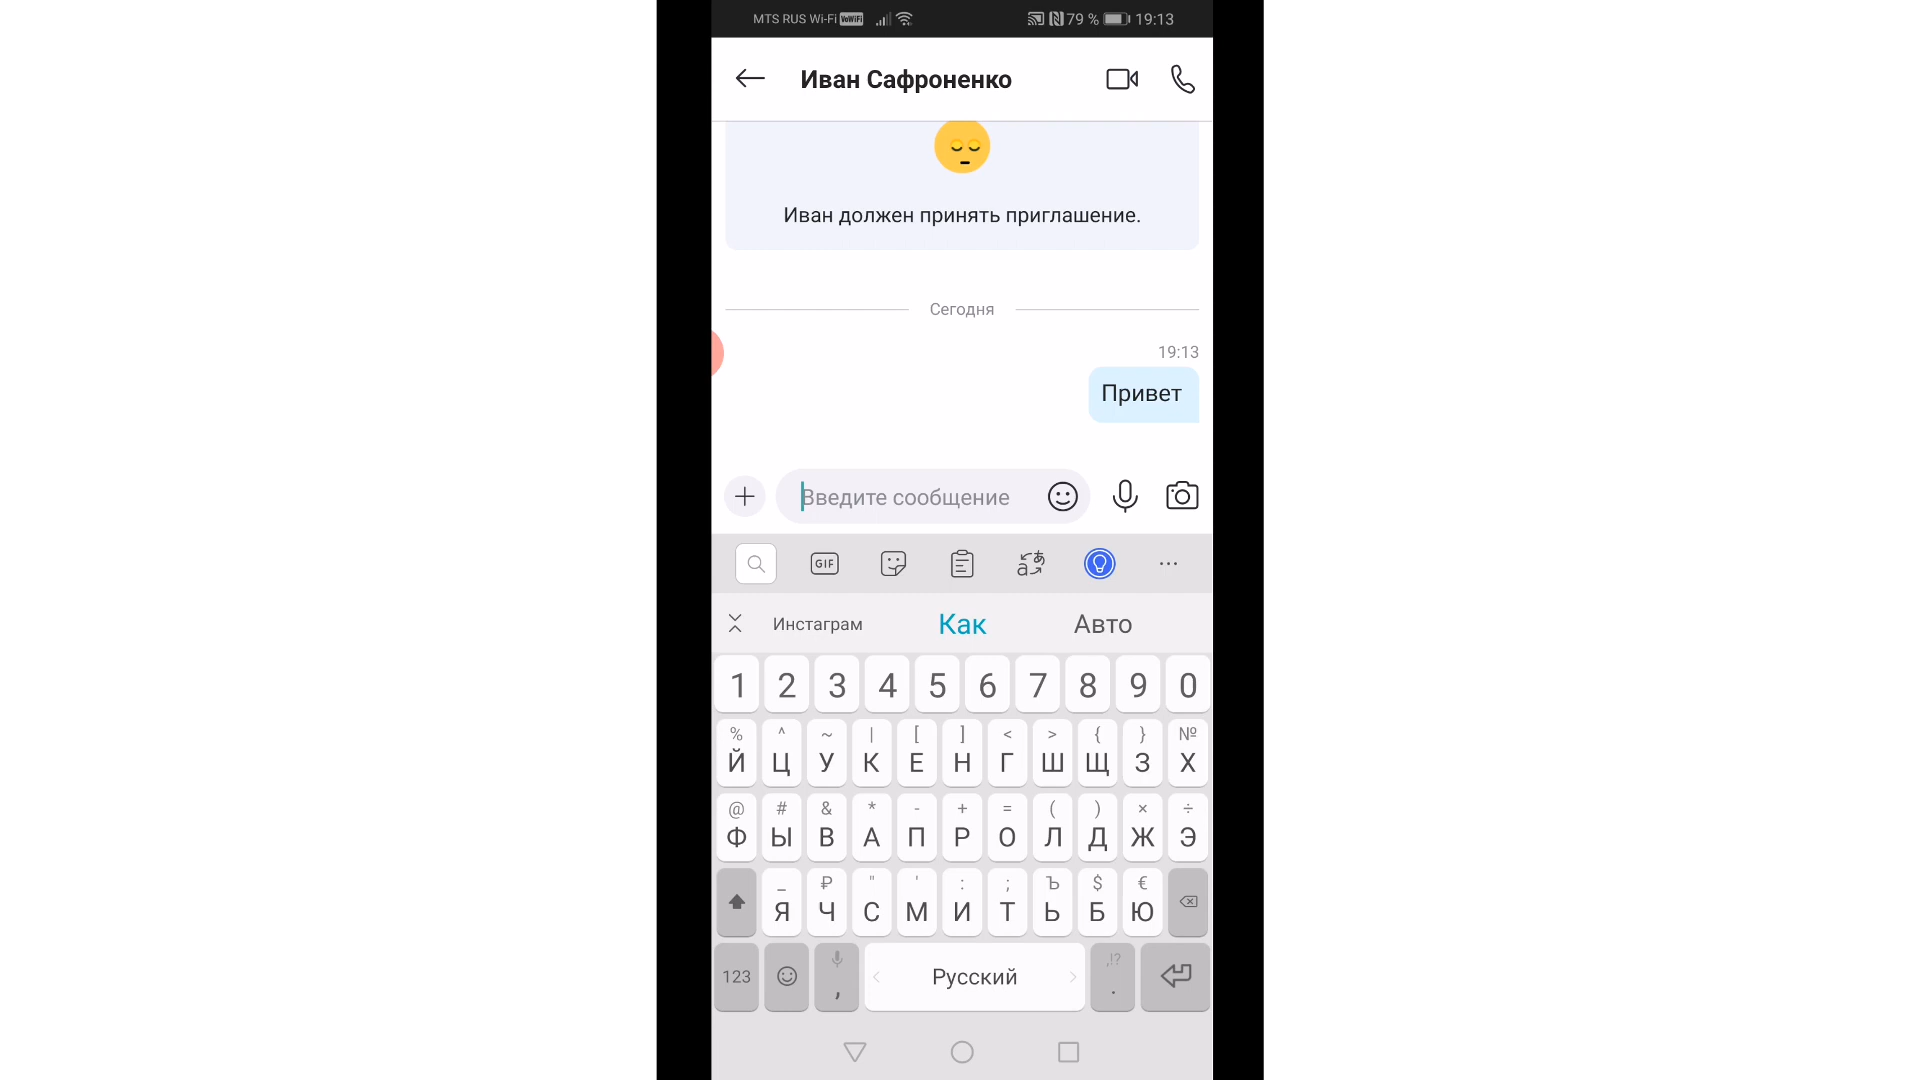 MTS RUS Wi-Fi VoWiFi 79 % 19:13
Иван Сафроненко
Иван должен принять приглашение.
Сегодня
19:13
Привет
Введите сообщение
GIF
Инстаграм Как Авто
1 2 3 4 5 6 7 8 9 0
% ^ ~ | [ ] < > { } №
Й Ц У К Е Н Г Ш Щ З Х
@ # & * - + = ( ) × ÷
Ф Ы В А П Р О Л Д Ж Э
_ ₽ " ' : ; Ъ $ €
Я Ч С М И Т Ь Б Ю
123 , Русский ,!? .